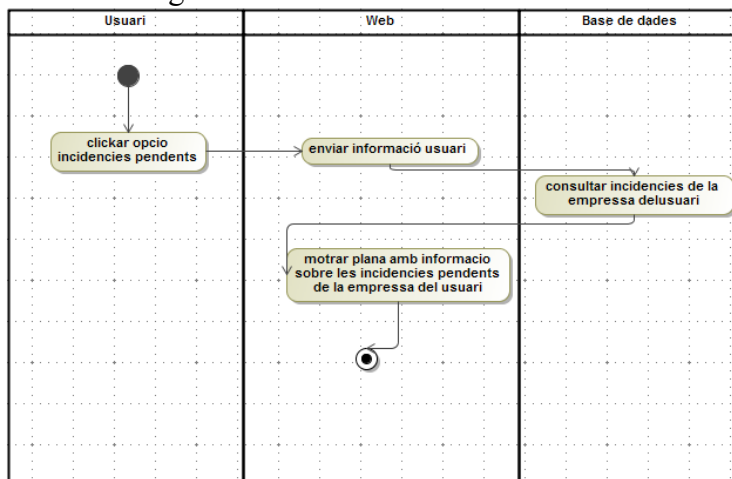 Usuari
Web
Base de dades
clickar opcio
incidencies pendents
enviar informació usuari
consultar incidencies de la
empressa delusuari
motrar plana amb informacio
sobre les incidencies pendents
de la empressa del usuari